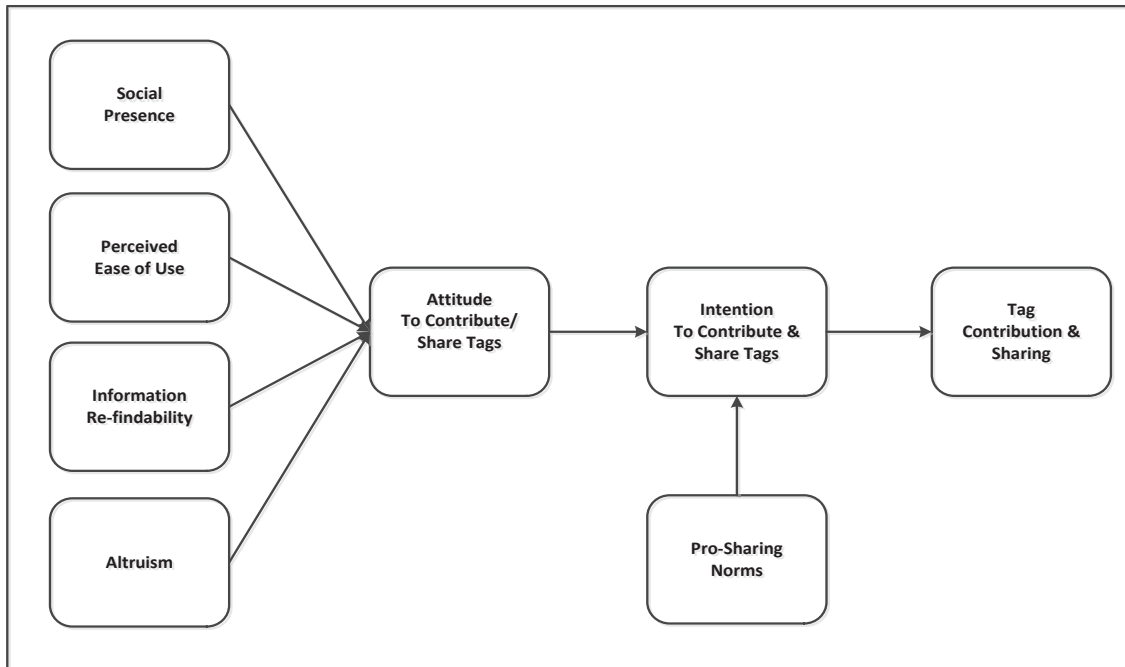 Social
Presence
Perceived
Ease of Use
Information
Re-findability
Altruism
Attitude
To Contribute/
Share Tags
Intention
To Contribute &
Share Tags
Tag
Contribution &
Sharing
Pro-Sharing
Norms